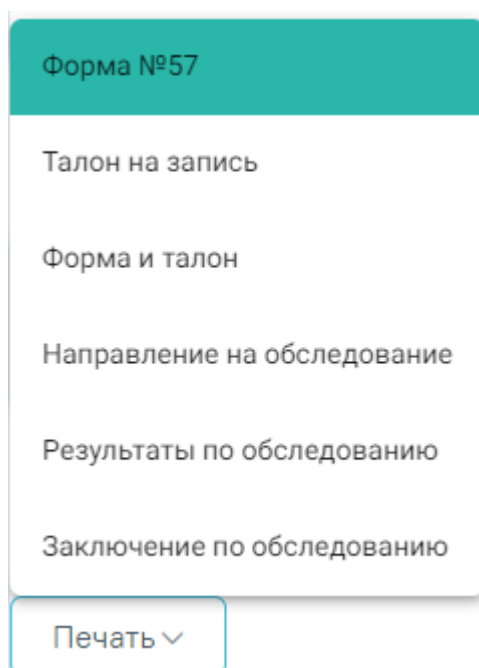 Форма №57
Талон на запись
Форма и талон
Направление на обследование
Результаты по обследованию
Заключение по обследованию
Печать